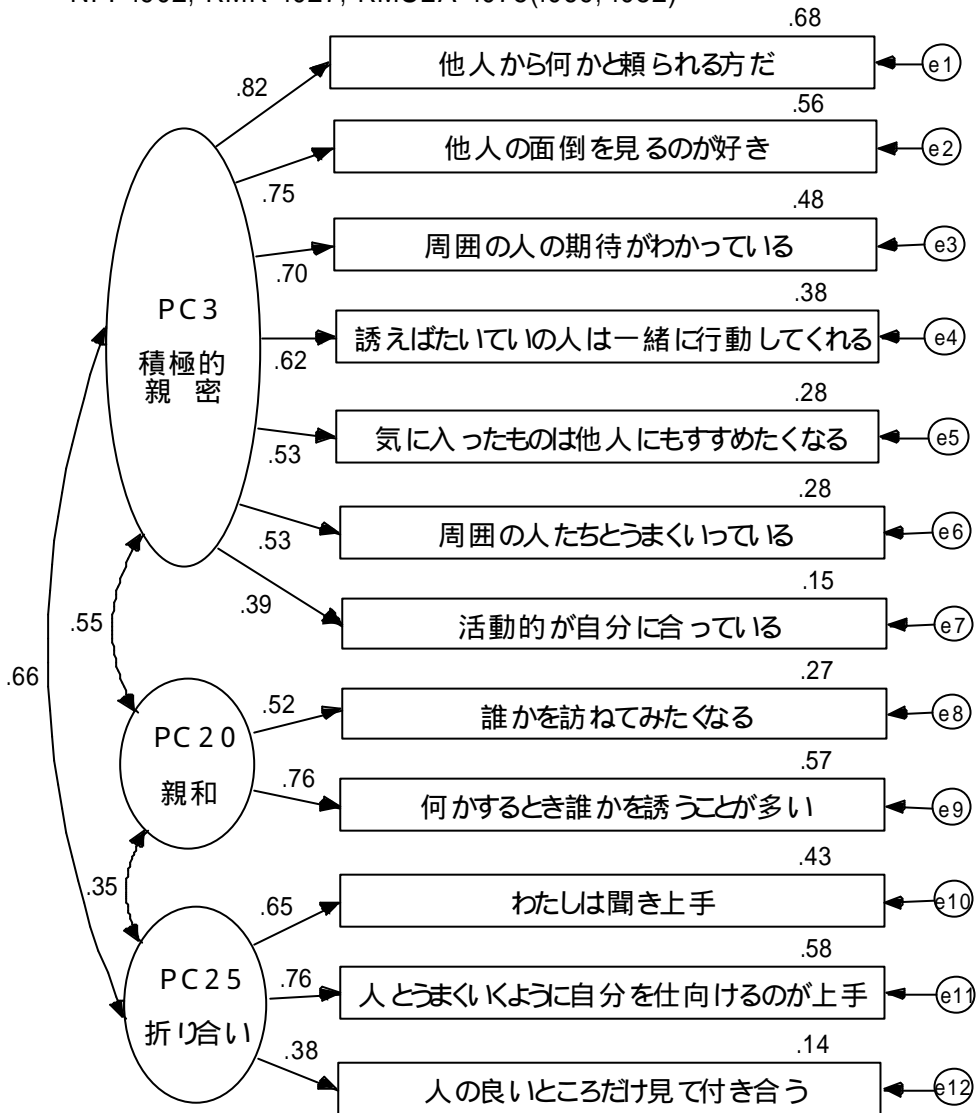 .68
他人から何かと頼られる方だ
e1
.82
.56
他人の面倒を見るのが好き
e2
.75
.48
周囲の人の期待がわかっている
e3
.70
PC3
積極的
親 密
.38
誘えばたいていの人は一緒に行動してくれる
e4
.62
.28
気に入ったものは他人にもすすめたくなる
e5
.53
.28
周囲の人たちとうまくいっている
e6
.53
.15
活動的が自分に合っている
e7
.39
.55
.66
.27
誰かを訪ねてみたくなる
e8
.52
PC20
親和
.57
何かするとき誰かを誘うことが多い
e9
.76
.35
.43
わたしは聞き上手
e10
.65
PC25
折り合い
.58
人とうまくいくように自分を仕向けるのが上手
e11
.76
.14
人の良いところだけ見て付き合う
e12
.38